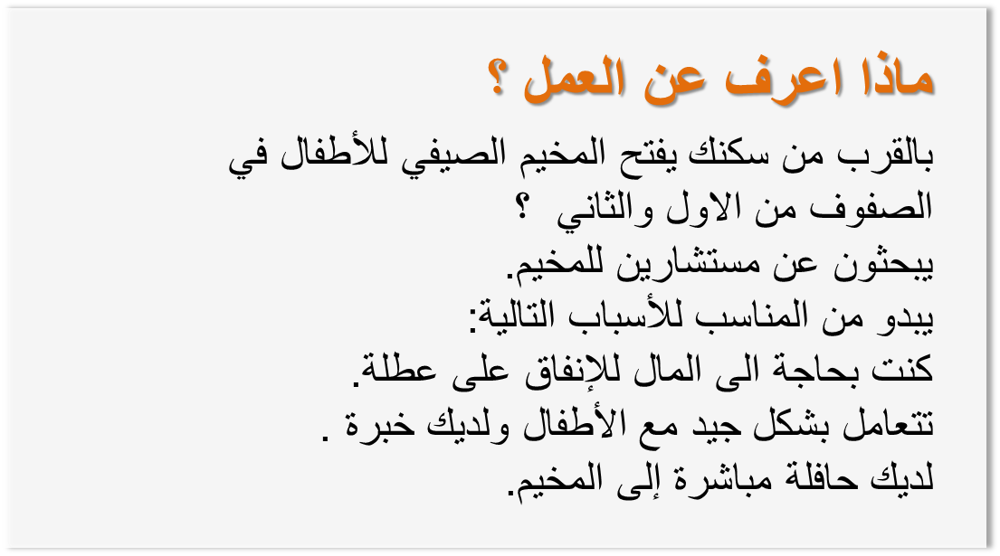 ماذا اعرف عن العمل ؟
بالقرب من سكنك يفتح المخيم الصيفي للأطفال في
الصفوف من الاول والثاني ؟
يبحثون عن مستشارين للمخيم.
يبدو من المناسب للأسباب التالية:
كنت بحاجة الى المال للإنفاق على عطلة.
تتعامل بشكل جيد مع الأطفال ولديك خبرة .
لديك حافلة مباشرة إلى المخيم.